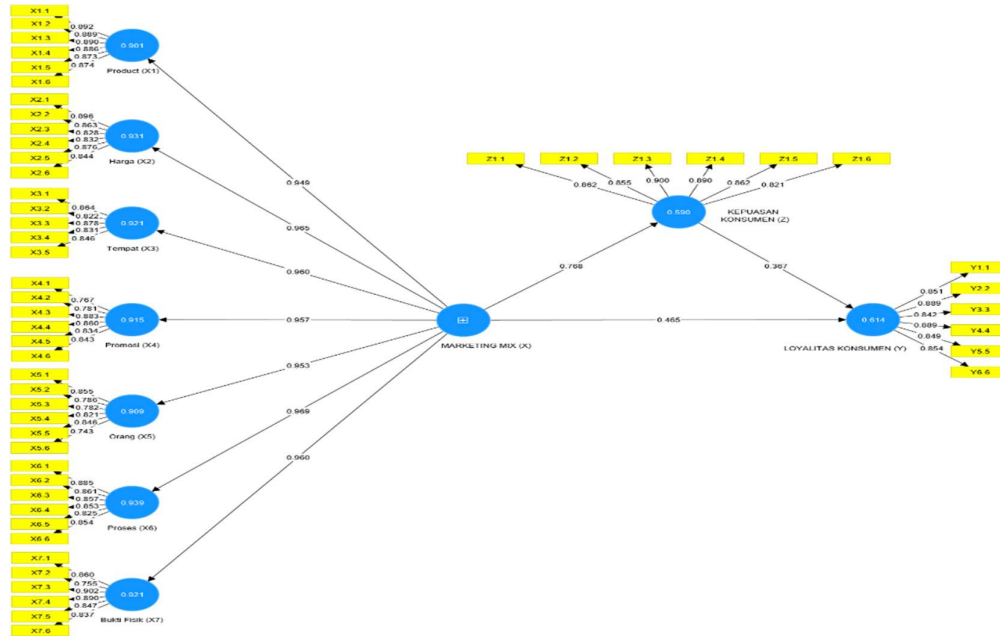 X1.1
X1.2
X1.3
X1.4
X1.5
X1.6
0.892
0.889
0.890
0.886
0.873
0.874
0.901
Product (X1)
X2.1
X2.2
X2.3
X2.4
X2.5
X2.6
0.896
0.863
0.828
0.832
0.876
0.844
0.931
Harga (X2)
X3.1
X3.2
X3.3
X3.4
X3.5
0.864
0.822
0.878
0.831
0.846
0.921
Tempat (X3)
X4.1
X4.2
X4.3
X4.4
X4.5
X4.6
0.767
0.781
0.883
0.860
0.834
0.843
0.915
Promosi (X4)
X5.1
X5.2
X5.3
X5.4
X5.5
X5.6
0.855
0.786
0.782
0.821
0.846
0.743
0.909
Orang (X5)
X6.1
X6.2
X6.3
X6.4
X6.5
X6.6
0.885
0.861
0.857
0.853
0.825
0.854
0.939
Proses (X6)
X7.1
X7.2
X7.3
X7.4
X7.5
X7.6
0.755
0.902
0.890
0.847
0.837
0.921
Bukti Fisik (X7)
0.949
0.965
0.960
0.957
0.953
0.969
0.960
MARKETING MIX (X)
0.768
0.465
Z1.1
Z1.2
Z1.3
Z1.4
Z1.5
Z1.6
0.862
0.855
0.900
0.890
0.862
0.821
0.590
KEPUASAN
KONSUMEN (Z)
0.367
0.614
LOYALITAS KONSUMEN (Y)
0.851
0.889
0.842
0.889
0.849
0.854
Y1.1
Y2.2
Y3.3
Y4.4
Y5.5
Y6.6